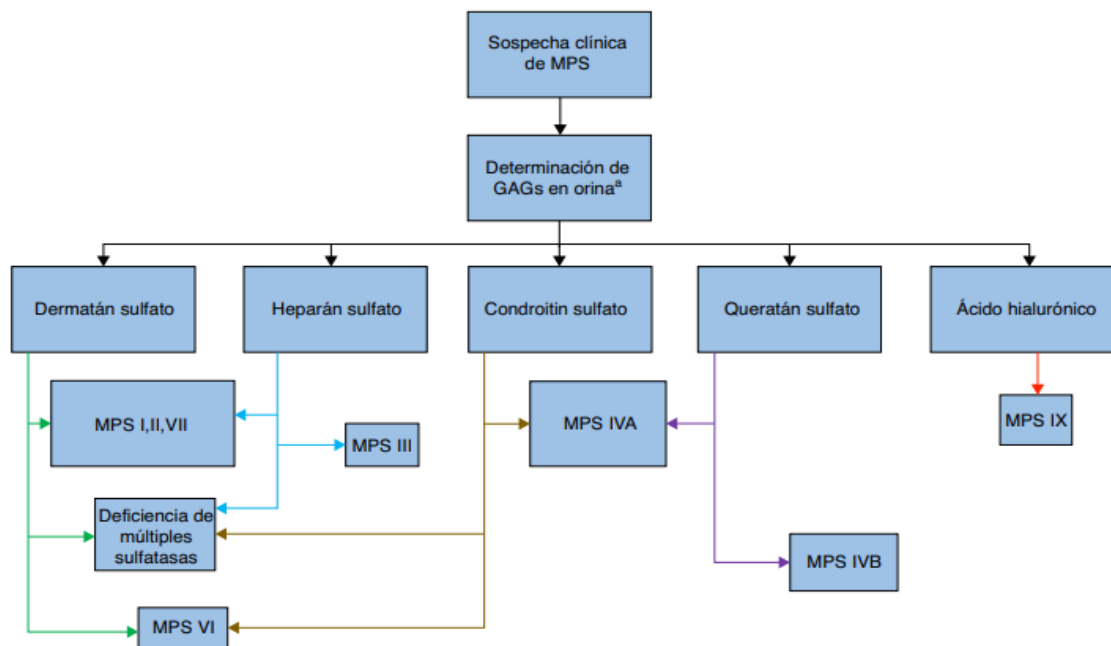 Sospecha clínica
de MPS
Determinación de
GAGs en orinaª
Dermatán sulfato
Heparán sulfato
Condroitin sulfato
Queratán sulfato
Ácido hialurónico
MPS I,II,VII
MPS III
MPS IVA
MPS IX
Deficiencia de
múltiples
sulfatasas
MPS IVB
MPS VI